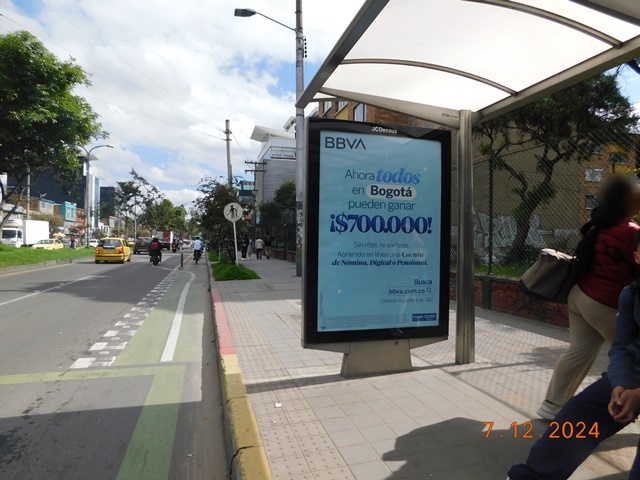 JCDecaux
BBVA
Ahora todos
en Bogotá
pueden ganar
¡$700.000!
Sin rifas, ni sorteos.
Abriendo en línea una Cuenta
de Nómina, Digital o Pensional.
Busca
bbva.com.co
7.12.2024